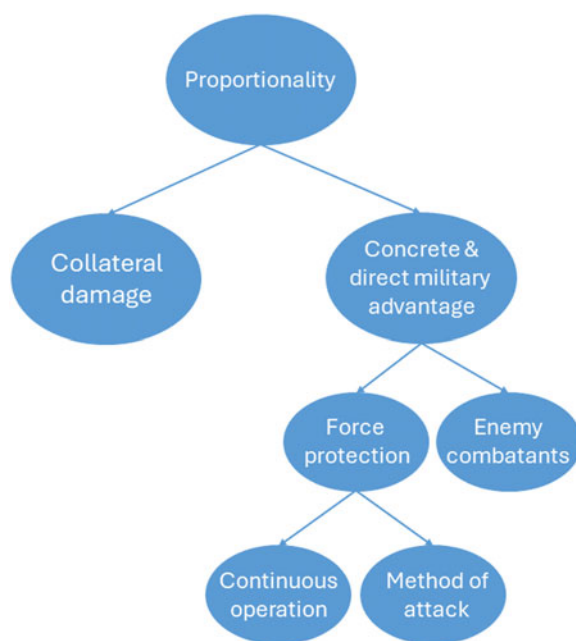 Proportionality
Collateral
damage
Concrete &
direct military
advantage
Force
protection
Enemy
combatants
Continuous
operation
Method of
attack